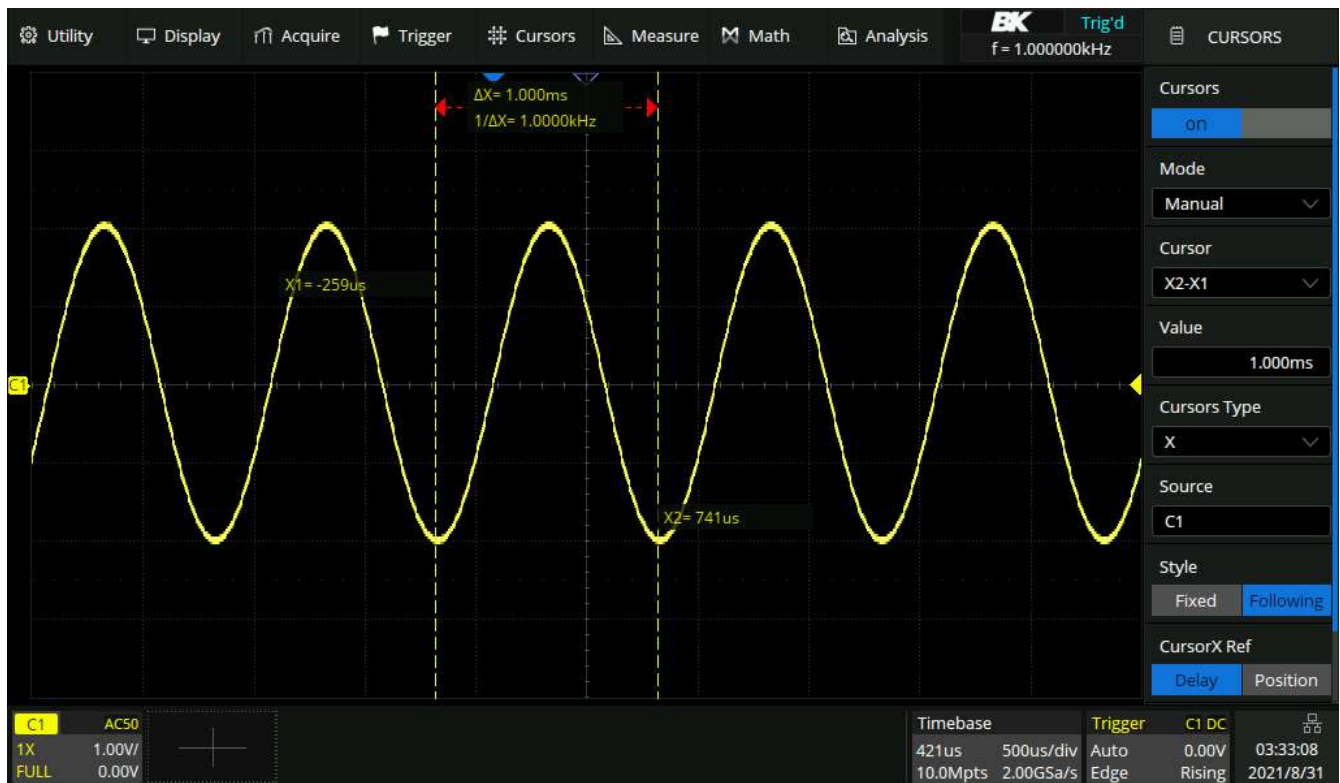 Utility Display Acquire Trigger Cursors Measure Math Analysis
BK Trig'd
f = 1.000000kHz
CURSORS
ΔX= 1.000ms
1/ΔX= 1.0000kHz
X1= -259us
X2= 741us
C1
Cursors
on
Mode
Manual
Cursor
X2-X1
Value
1.000ms
Cursors Type
X
Source
C1
Style
Fixed Following
CursorX Ref
Delay Position
C1 AC50
1X 1.00V/
FULL 0.00V
Timebase
421us 500us/div
10.0Mpts 2.00GSa/s
Trigger C1 DC
Auto 0.00V
Edge Rising
03:33:08
2021/8/31